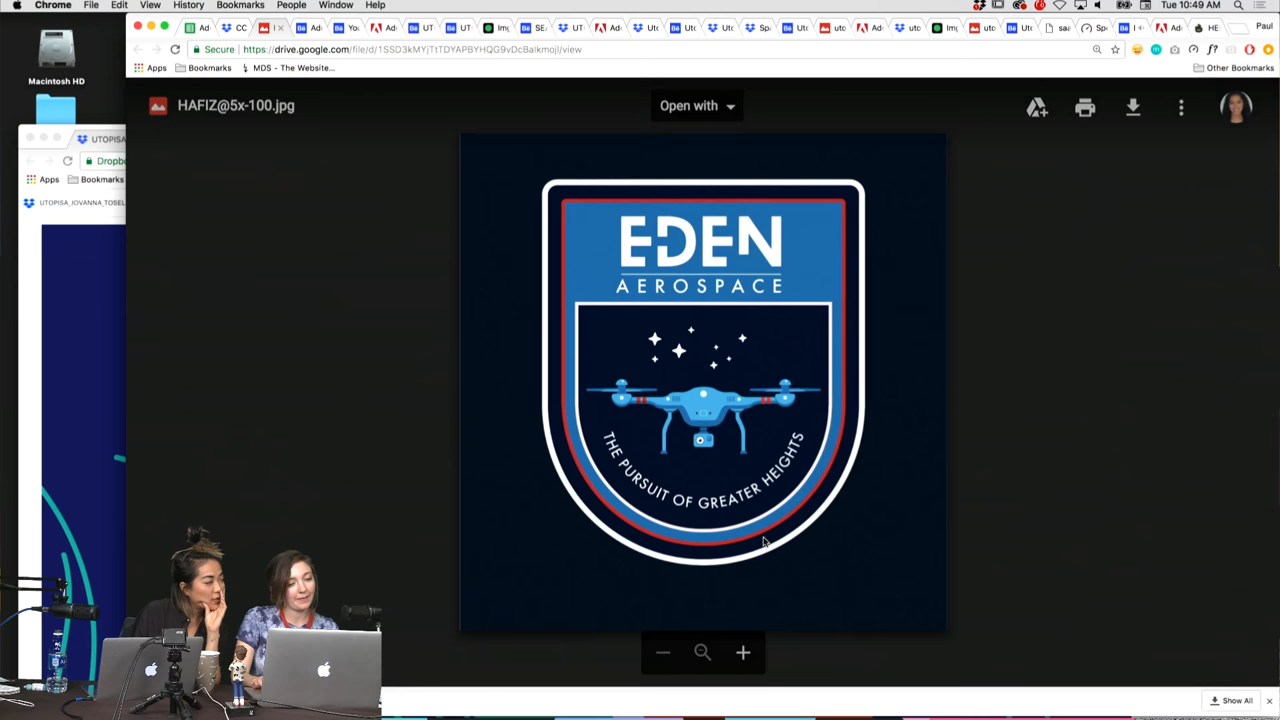 Chrome File Edit View History Bookmarks People Window Help
Tue 10:49 AM
Paul
Secure https://drive.google.com/file/d/1SSD3kMYjTtTDYAPBYHQG9vDcBalkmojl/view
Apps Bookmarks MDS - The Website... Other Bookmarks
Macintosh HD
HAFIZ@5x-100.jpg
Open with
UTOPISA
Dropb
Apps Bookmarks
UTOPISA_JOVANNA_TOSEL
EDEN
AEROSPACE
THE PURSUIT OF GREATER HEIGHTS
Show All